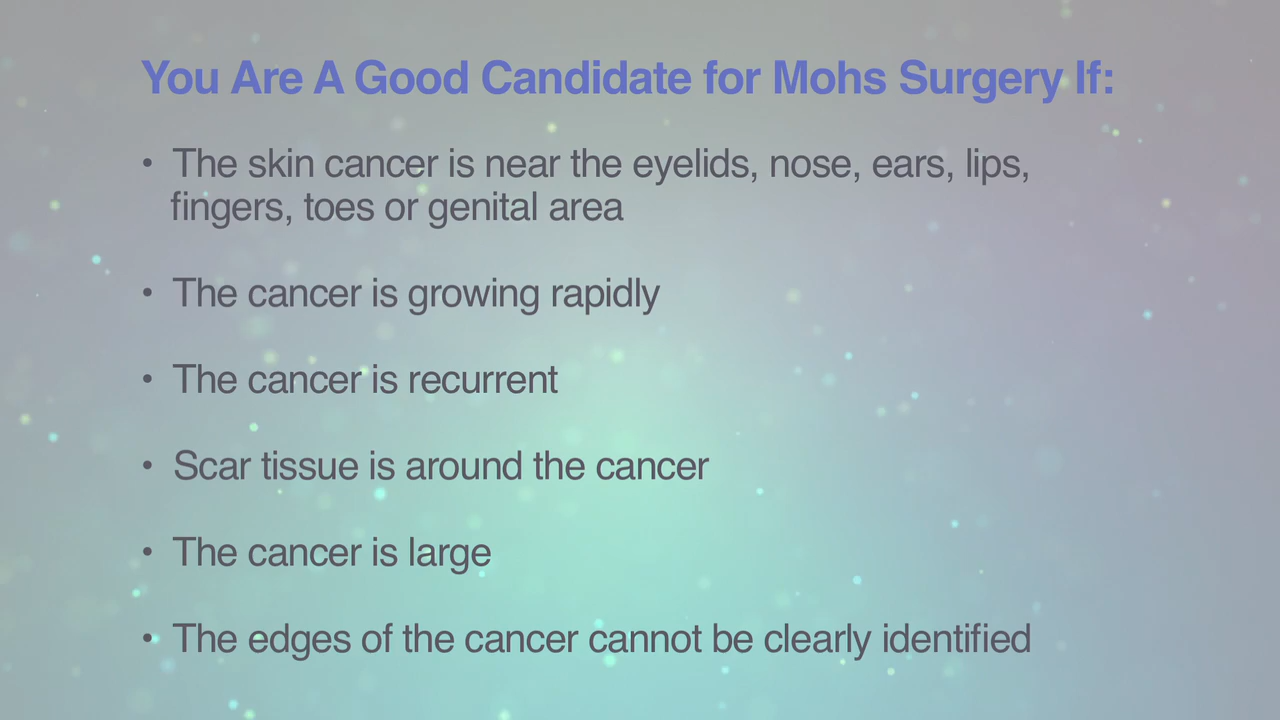 You Are A Good Candidate for Mohs Surgery If:
• The skin cancer is near the eyelids, nose, ears, lips,
fingers, toes or genital area
• The cancer is growing rapidly
• The cancer is recurrent
• Scar tissue is around the cancer
• The cancer is large
• The edges of the cancer cannot be clearly identified